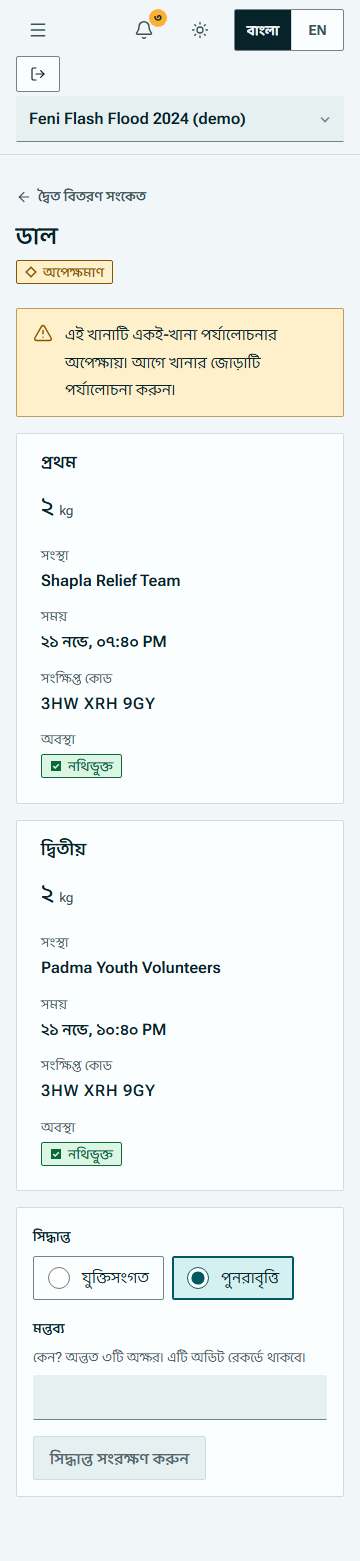 ৩
বাংলা
EN
Feni Flash Flood 2024 (demo)
দ্বৈত বিতরণ সংকেত
ডাল
অপেক্ষমাণ
এই খানাটি একই-খানা পর্যালোচনার
অপেক্ষায়। আগে খানার জোড়াটি
পর্যালোচনা করুন।
প্রথম
২ kg
সংস্থা
Shapla Relief Team
সময়
২১ নভে, ০৭:৪০ PM
সংক্ষিপ্ত কোড
3HW XRH 9GY
অবস্থা
নথিভুক্ত
দ্বিতীয়
২ kg
সংস্থা
Padma Youth Volunteers
সময়
২১ নভে, ১০:৪০ PM
সংক্ষিপ্ত কোড
3HW XRH 9GY
অবস্থা
নথিভুক্ত
সিদ্ধান্ত
যুক্তিসংগত
পুনরাবৃত্তি
মন্তব্য
কেন? অন্তত ৩টি অক্ষর। এটি অডিট রেকর্ডে থাকবে।
সিদ্ধান্ত সংরক্ষণ করুন